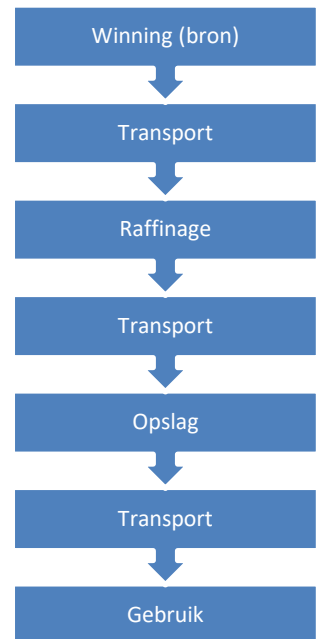 Winning (bron)
Transport
Raffinage
Transport
Opslag
Transport
Gebruik